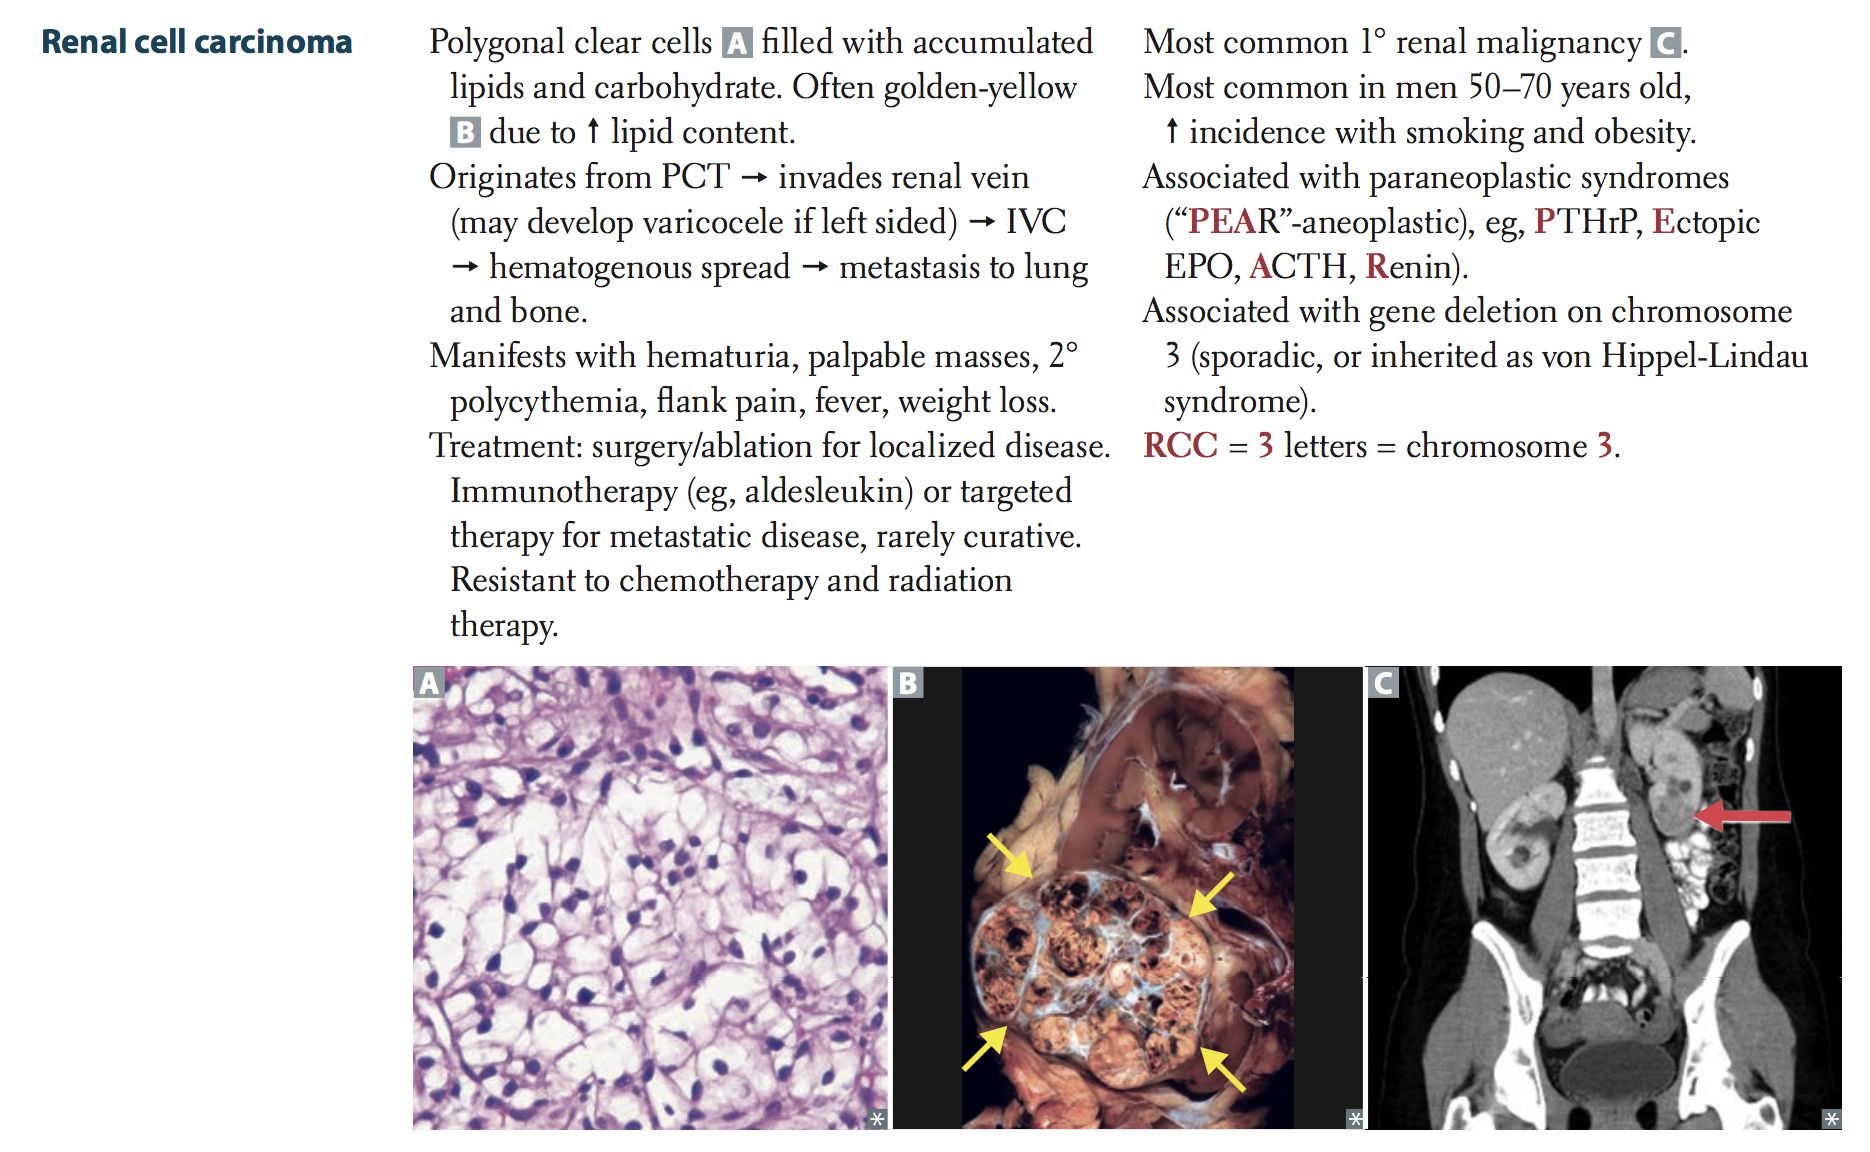 Renal cell carcinoma
Polygonal clear cells A filled with accumulated
lipids and carbohydrate. Often golden-yellow
B due to ↑ lipid content.
Originates from PCT → invades renal vein
(may develop varicocele if left sided) → IVC
→ hematogenous spread → metastasis to lung
and bone.
Manifests with hematuria, palpable masses, 2°
polycythemia, flank pain, fever, weight loss.
Treatment: surgery/ablation for localized disease.
Immunotherapy (eg, aldesleukin) or targeted
therapy for metastatic disease, rarely curative.
Resistant to chemotherapy and radiation
therapy.
Most common 1° renal malignancy C.
Most common in men 50–70 years old,
↑ incidence with smoking and obesity.
Associated with paraneoplastic syndromes
(“PEAR”-aneoplastic), eg, PTHrP, Ectopic
EPO, ACTH, Renin).
Associated with gene deletion on chromosome
3 (sporadic, or inherited as von Hippel-Lindau
syndrome).
RCC = 3 letters = chromosome 3.
A
B
C
*
*
*